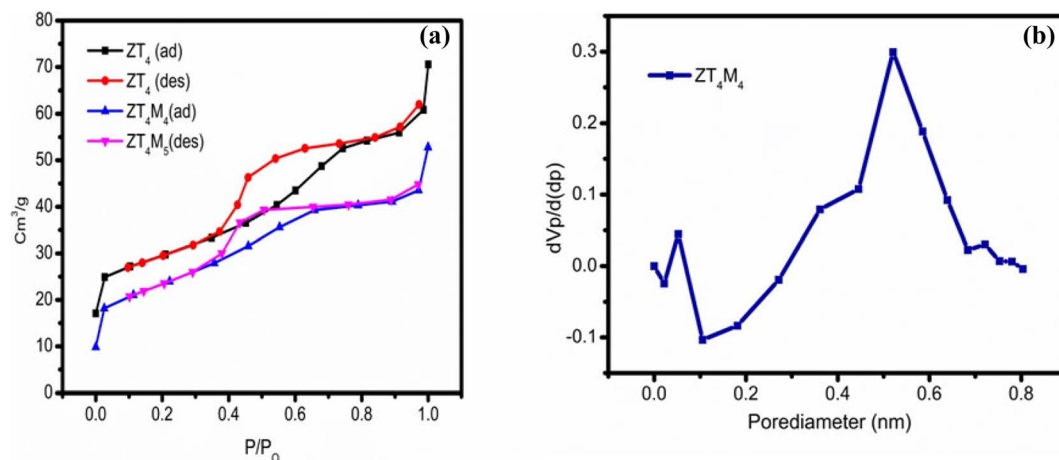 (a)
ZT₄ (ad)
ZT₄ (des)
ZT₄M₄(ad)
ZT₄M₅(des)
Cm³/g
80
70
60
50
40
30
20
10
0
0.0 0.2 0.4 0.6 0.8 1.0
P/P₀
(b)
ZT₄M₄
dVp/d(dp)
0.3
0.2
0.1
0.0
-0.1
0.0 0.2 0.4 0.6 0.8
Porediameter (nm)